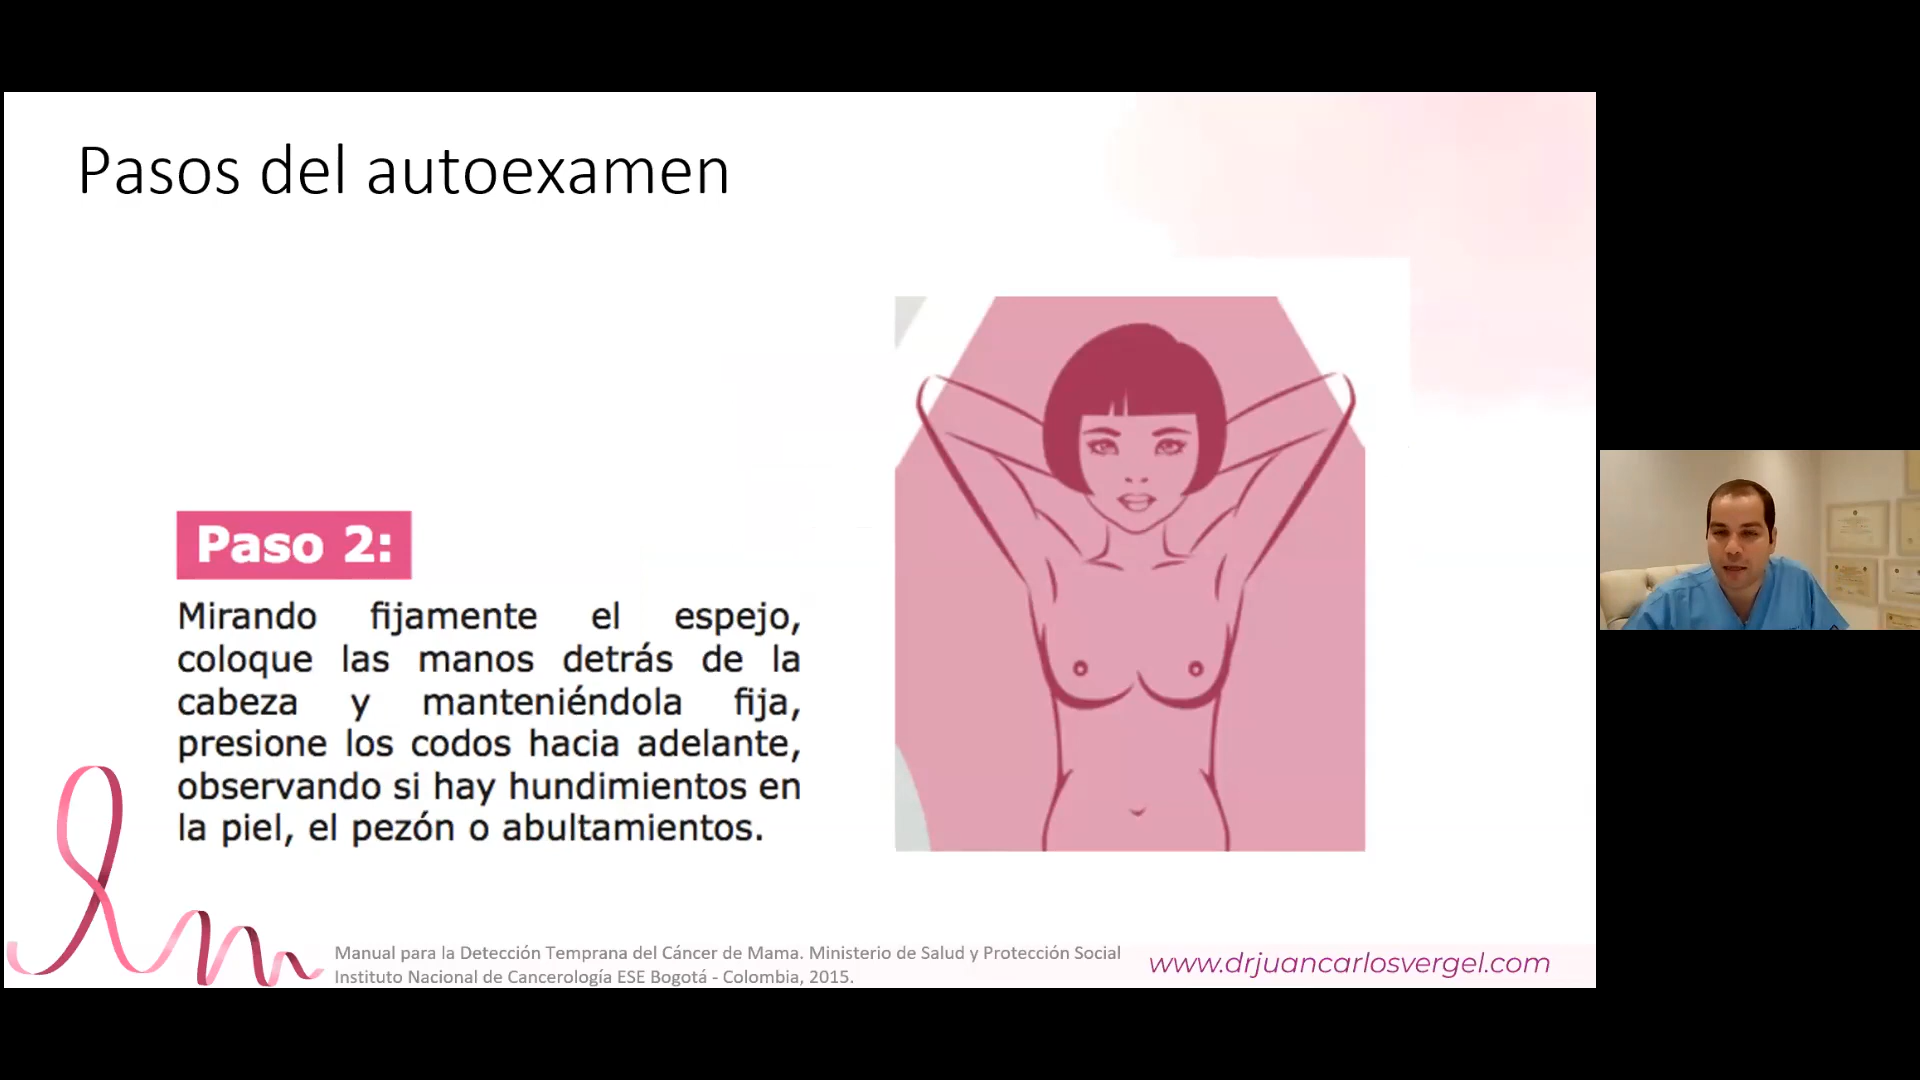 Pasos del autoexamen
Paso 2:
Mirando fijamente el espejo,
coloque las manos detrás de la
cabeza y manteniéndola fija,
presione los codos hacia adelante,
observando si hay hundimientos en
la piel, el pezón o abultamientos.
Manual para la Detección Temprana del Cáncer de Mama. Ministerio de Salud y Protección Social
Instituto Nacional de Cancerología ESE Bogotá - Colombia, 2015.
www.drjuancarlosvergel.com